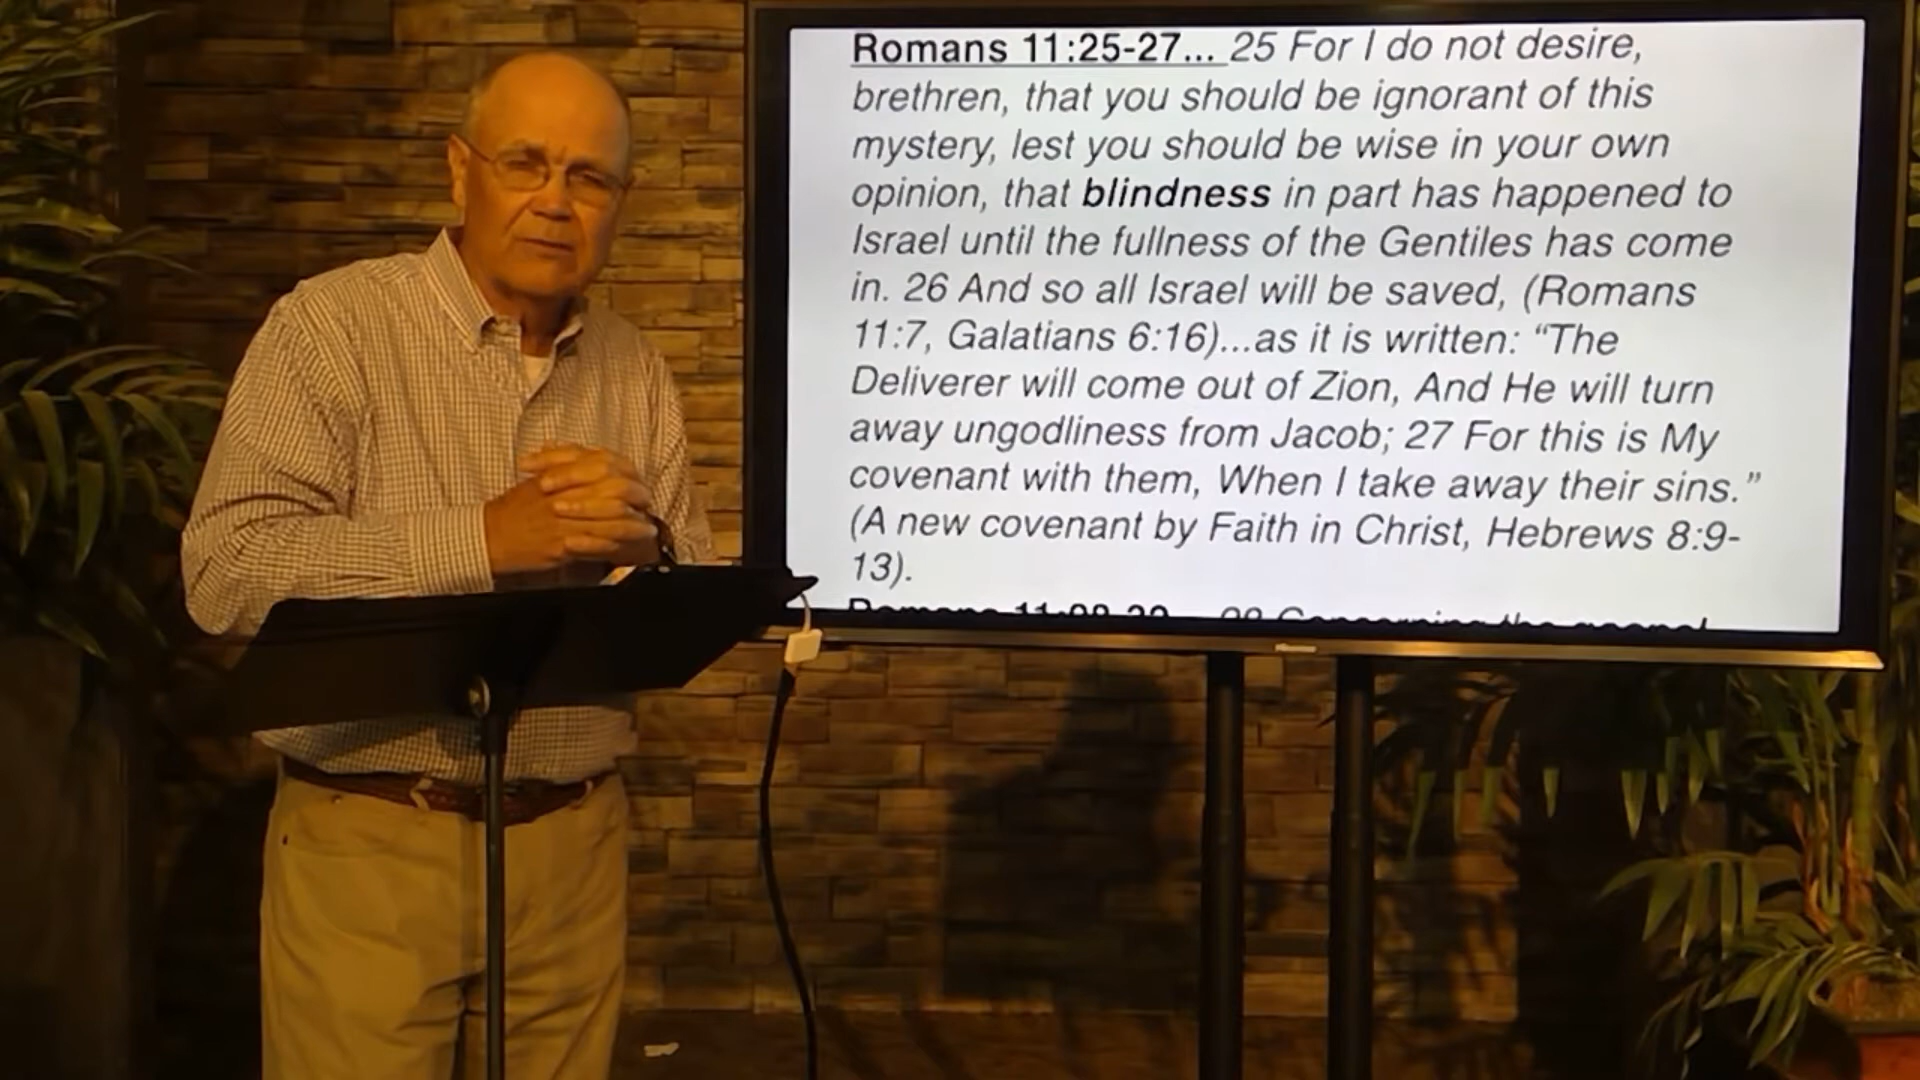 Romans 11:25-27... 25 For I do not desire,
brethren, that you should be ignorant of this
mystery, lest you should be wise in your own
opinion, that blindness in part has happened to
Israel until the fullness of the Gentiles has come
in. 26 And so all Israel will be saved, (Romans
11:7, Galatians 6:16)...as it is written: “The
Deliverer will come out of Zion, And He will turn
away ungodliness from Jacob; 27 For this is My
covenant with them, When I take away their sins.”
(A new covenant by Faith in Christ, Hebrews 8:9-
13).
Concerning the gospel